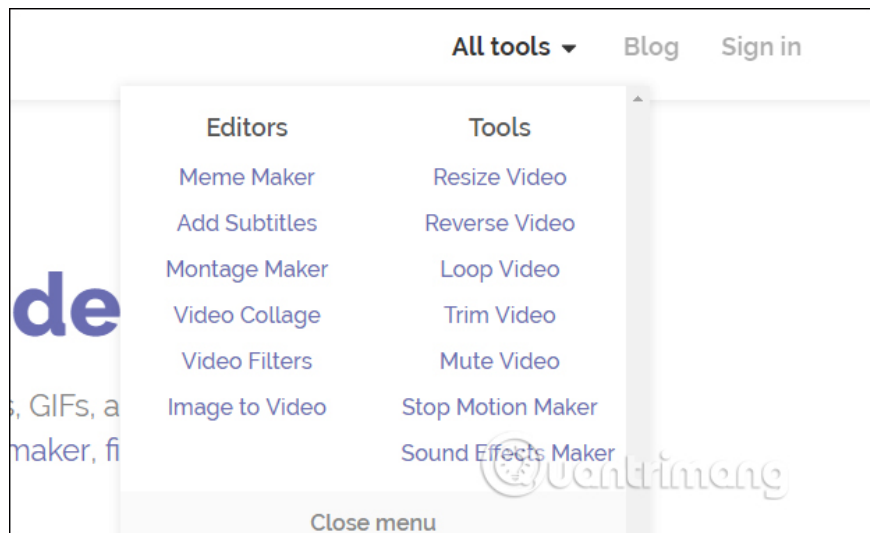 All tools Blog Sign in
Editors Tools
Meme Maker Resize Video
Add Subtitles Reverse Video
Montage Maker Loop Video
de
Video Collage Trim Video
Video Filters Mute Video
s, GIFs, a
Image to Video Stop Motion Maker
maker, fi
Sound Effects Maker
Quantrimang
Close menu